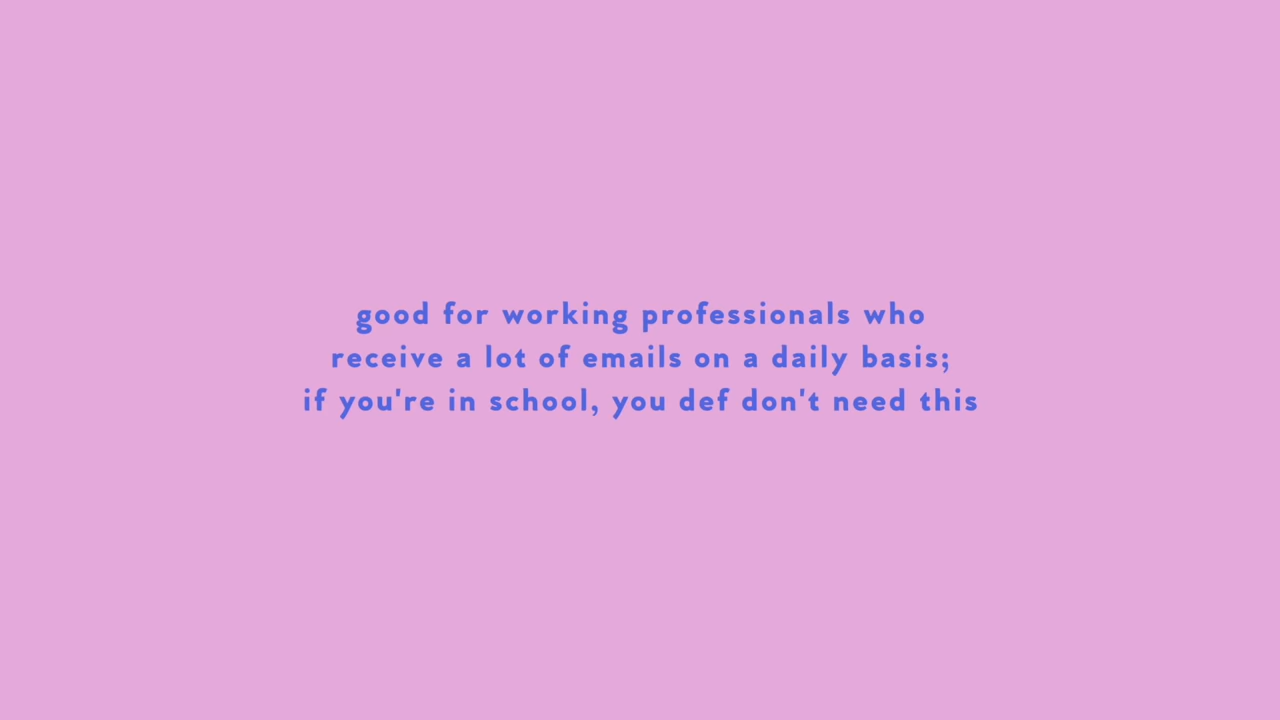 good for working professionals who
receive a lot of emails on a daily basis;
if you're in school, you def don't need this